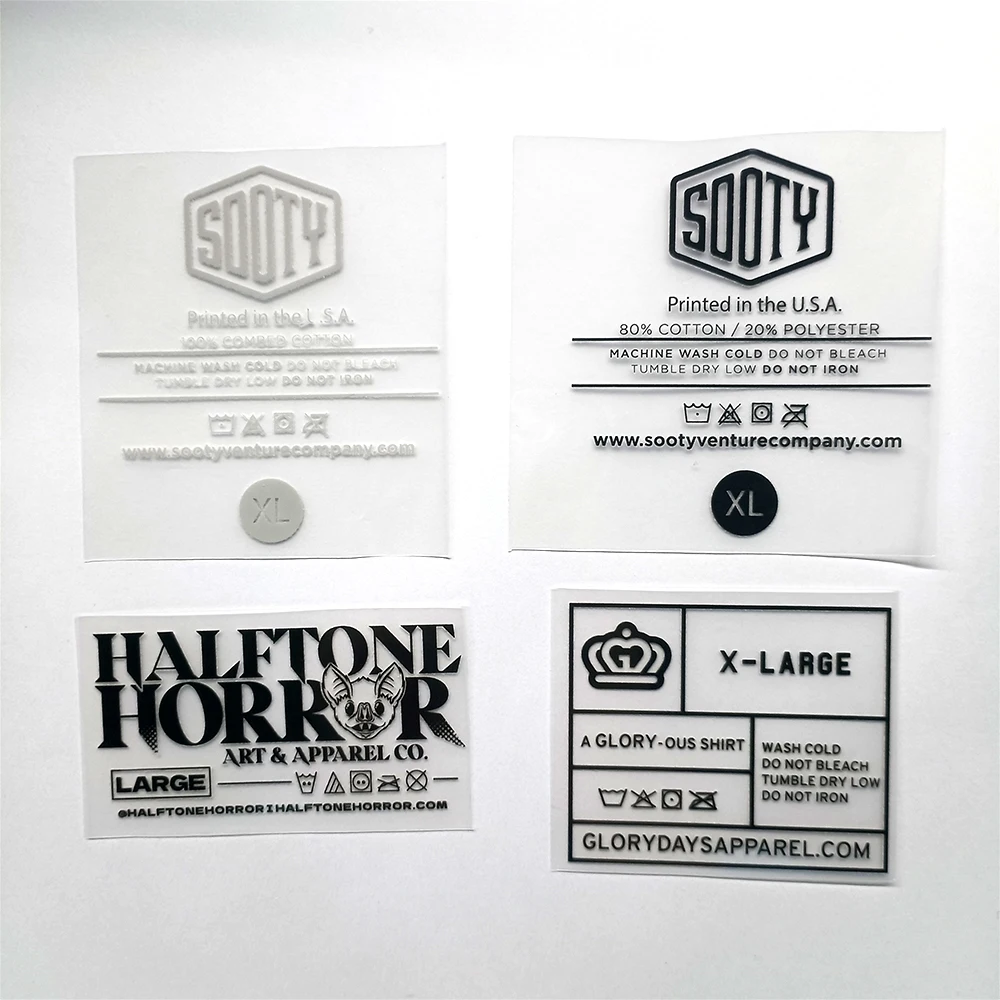 SOOTY
Printed in the U.S.A.
100% COMBED COTTON
MACHINE WASH COLD DO NOT BLEACH
TUMBLE DRY LOW DO NOT IRON
www.sootyventurecompany.com
XL
SOOTY
Printed in the U.S.A.
80% COTTON / 20% POLYESTER
MACHINE WASH COLD DO NOT BLEACH
TUMBLE DRY LOW DO NOT IRON
www.sootyventurecompany.com
XL
HALFTONE
HORROR
ART & APPAREL CO.
LARGE
@HALFTONEHORROR I HALFTONEHORROR.COM
G
X-LARGE
A GLORY-OUS SHIRT
WASH COLD
DO NOT BLEACH
TUMBLE DRY LOW
DO NOT IRON
GLORYDAYSAPPAREL.COM